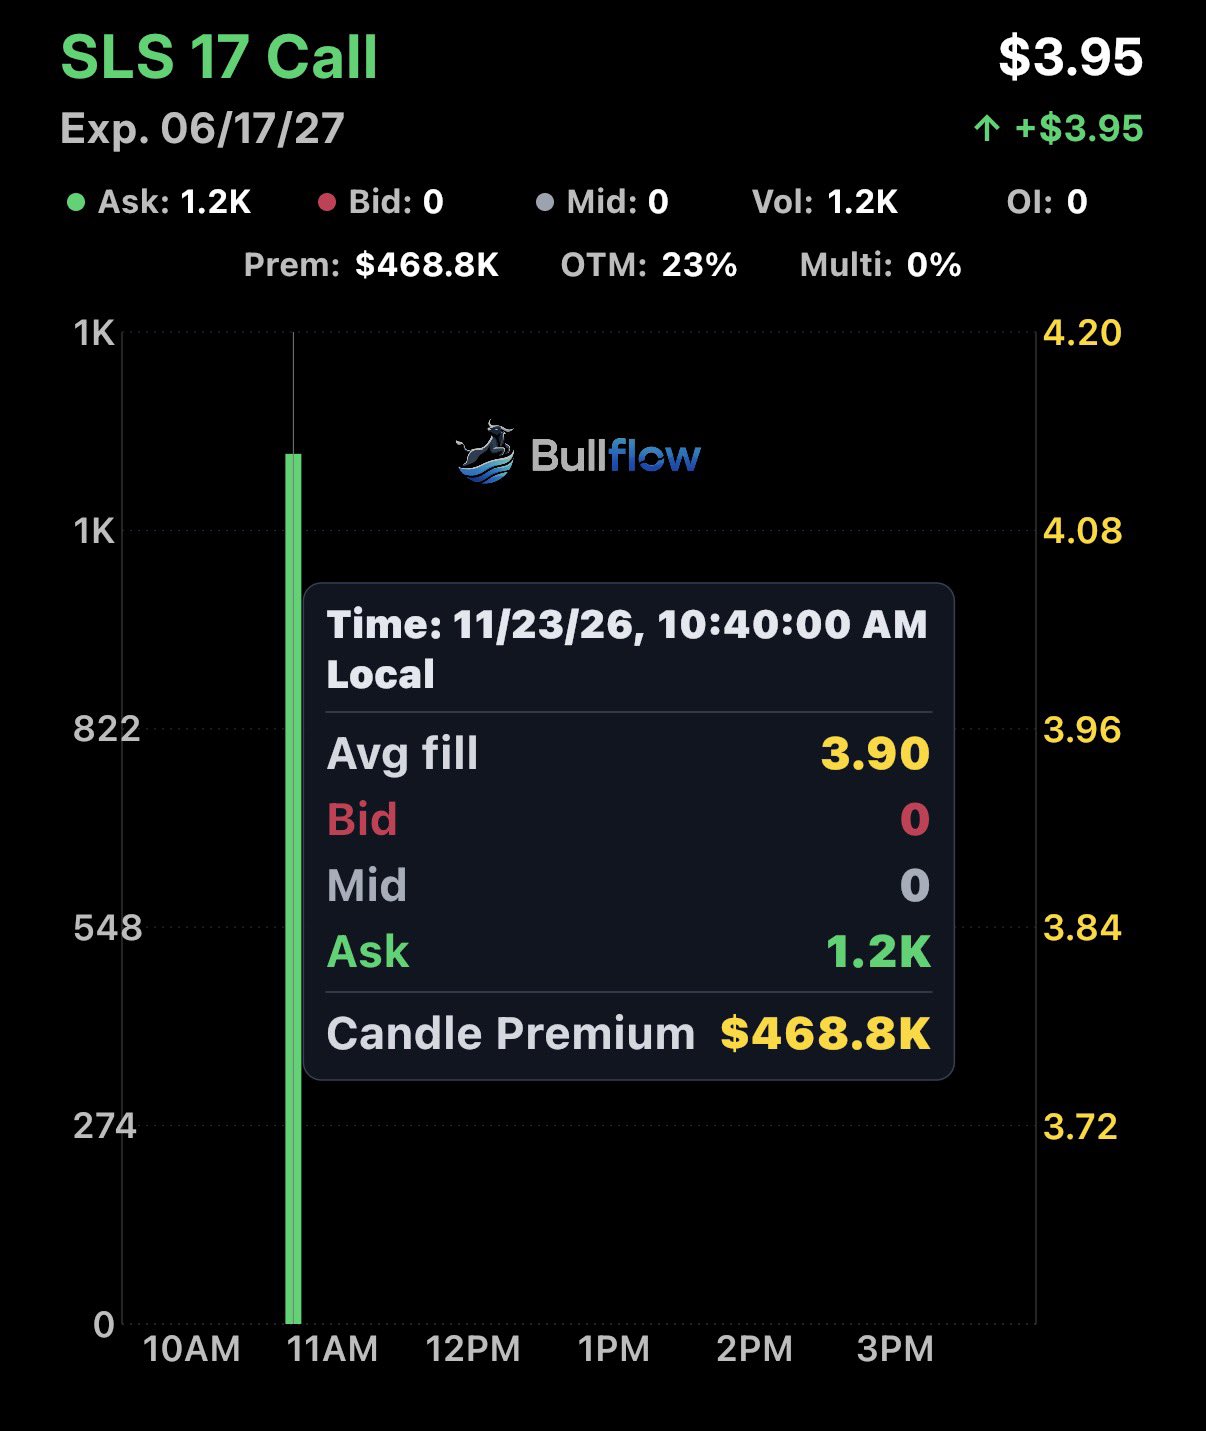 SLS 17 Call $3.95
Exp. 06/17/27 ↑ +$3.95
Ask: 1.2K Bid: 0 Mid: 0 Vol: 1.2K OI: 0
Prem: $468.8K OTM: 23% Multi: 0%
1K 4.20
Bullflow
1K 4.08
Time: 11/23/26, 10:40:00 AM
Local
822 3.96
Avg fill 3.90
Bid 0
Mid 0
548 3.84
Ask 1.2K
Candle Premium $468.8K
274 3.72
0
10AM 11AM 12PM 1PM 2PM 3PM